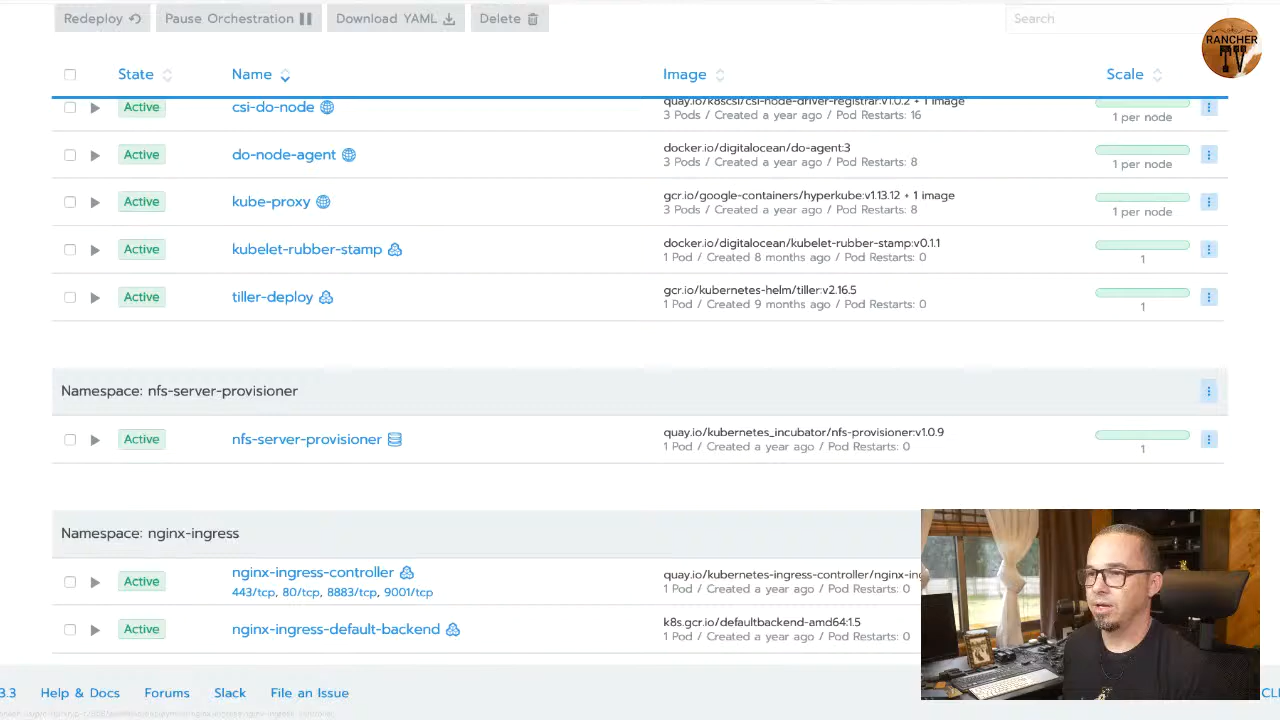 Redeploy
Pause Orchestration
Download YAML
Delete
Search
RANCHER
TV
State
Name
Image
Scale
Active
csi-do-node
quay.io/k8scsi/csi-node-driver-registrar:v1.0.2 + 1 image
3 Pods / Created a year ago / Pod Restarts: 16
1 per node
Active
do-node-agent
docker.io/digitalocean/do-agent:3
3 Pods / Created a year ago / Pod Restarts: 8
1 per node
Active
kube-proxy
gcr.io/google-containers/hyperkube:v1.13.12 + 1 image
3 Pods / Created a year ago / Pod Restarts: 8
1 per node
Active
kubelet-rubber-stamp
docker.io/digitalocean/kubelet-rubber-stamp:v0.1.1
1 Pod / Created 8 months ago / Pod Restarts: 0
1
Active
tiller-deploy
gcr.io/kubernetes-helm/tiller:v2.16.5
1 Pod / Created 9 months ago / Pod Restarts: 0
1
Namespace: nfs-server-provisioner
Active
nfs-server-provisioner
quay.io/kubernetes_incubator/nfs-provisioner:v1.0.9
1 Pod / Created a year ago / Pod Restarts: 0
1
Namespace: nginx-ingress
Active
nginx-ingress-controller
443/tcp, 80/tcp, 8883/tcp, 9001/tcp
quay.io/kubernetes-ingress-controller/nginx-ing
1 Pod / Created a year ago / Pod Restarts: 0
Active
nginx-ingress-default-backend
k8s.gcr.io/defaultbackend-amd64:1.5
1 Pod / Created a year ago / Pod Restarts: 0
3.3
Help & Docs
Forums
Slack
File an Issue
CLI